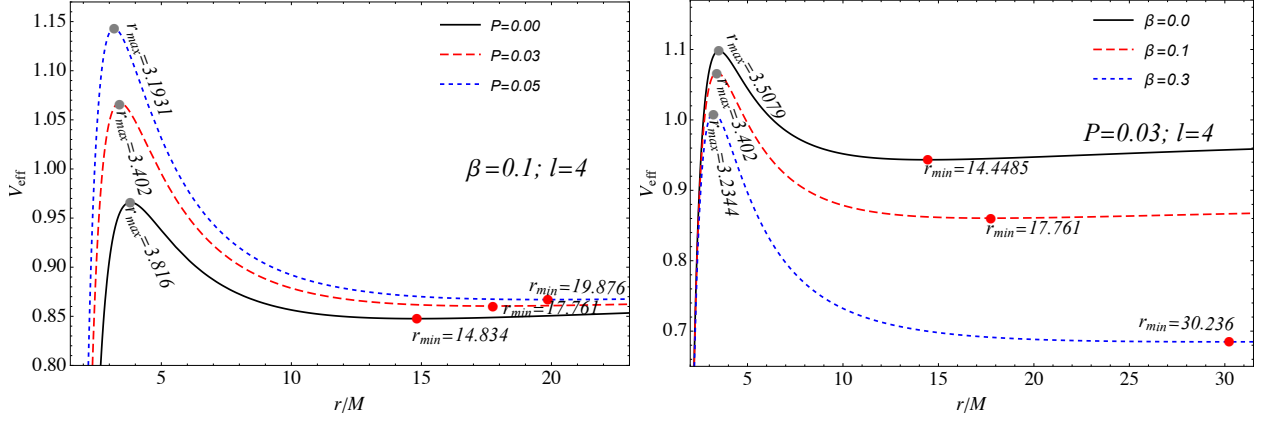 1.15
1.10
1.05
1.00
0.95
0.90
0.85
0.80
V_eff
P=0.00
P=0.03
P=0.05
r_max=3.1931
r_max=3.402
r_max=3.816
β=0.1; l=4
r_min=19.876
r_min=17.761
r_min=14.834
5 10 15 20
r/M
1.1
1.0
0.9
0.8
0.7
V_eff
β=0.0
β=0.1
β=0.3
r_max=3.5079
r_max=3.402
r_max=3.2344
P=0.03; l=4
r_min=14.4485
r_min=17.761
r_min=30.236
5 10 15 20 25 30
r/M